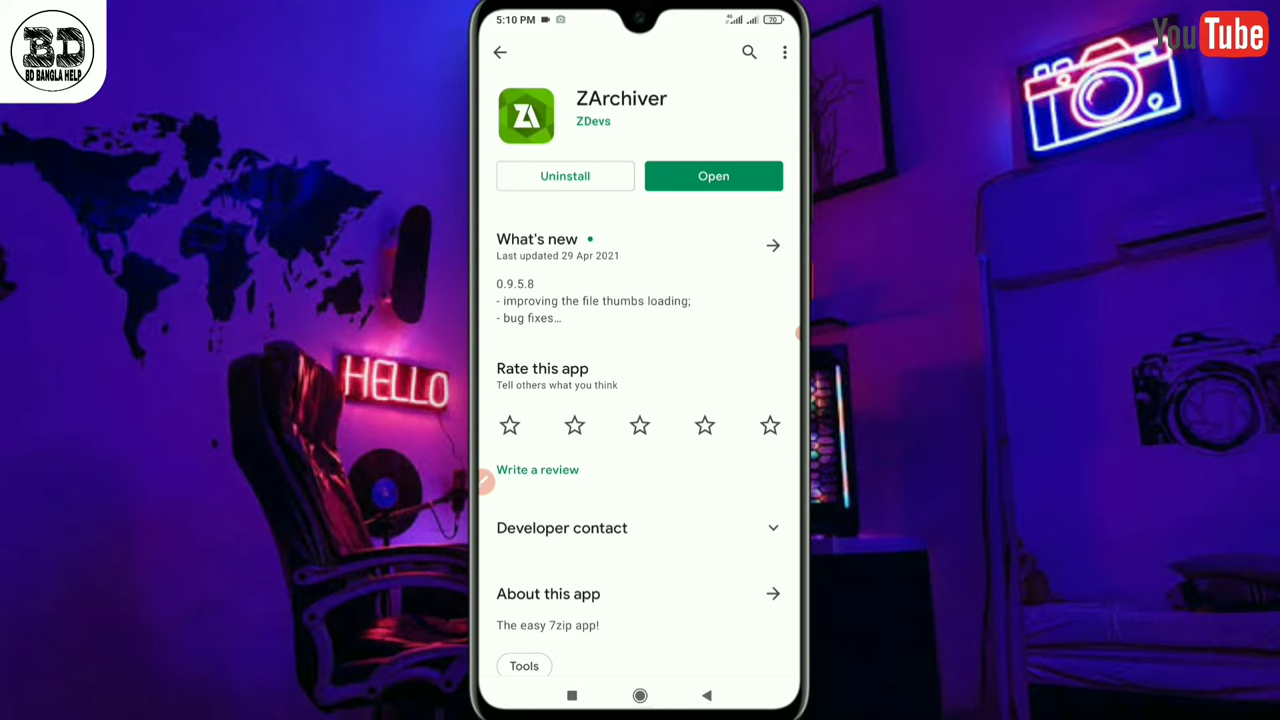 BD
BD BANGLA HELP
YouTube
HELLO
5:10 PM
4G
70
ZArchiver
ZDevs
Uninstall
Open
What's new
Last updated 29 Apr 2021
0.9.5.8
- improving the file thumbs loading;
- bug fixes…
Rate this app
Tell others what you think
Write a review
Developer contact
About this app
The easy 7zip app!
Tools